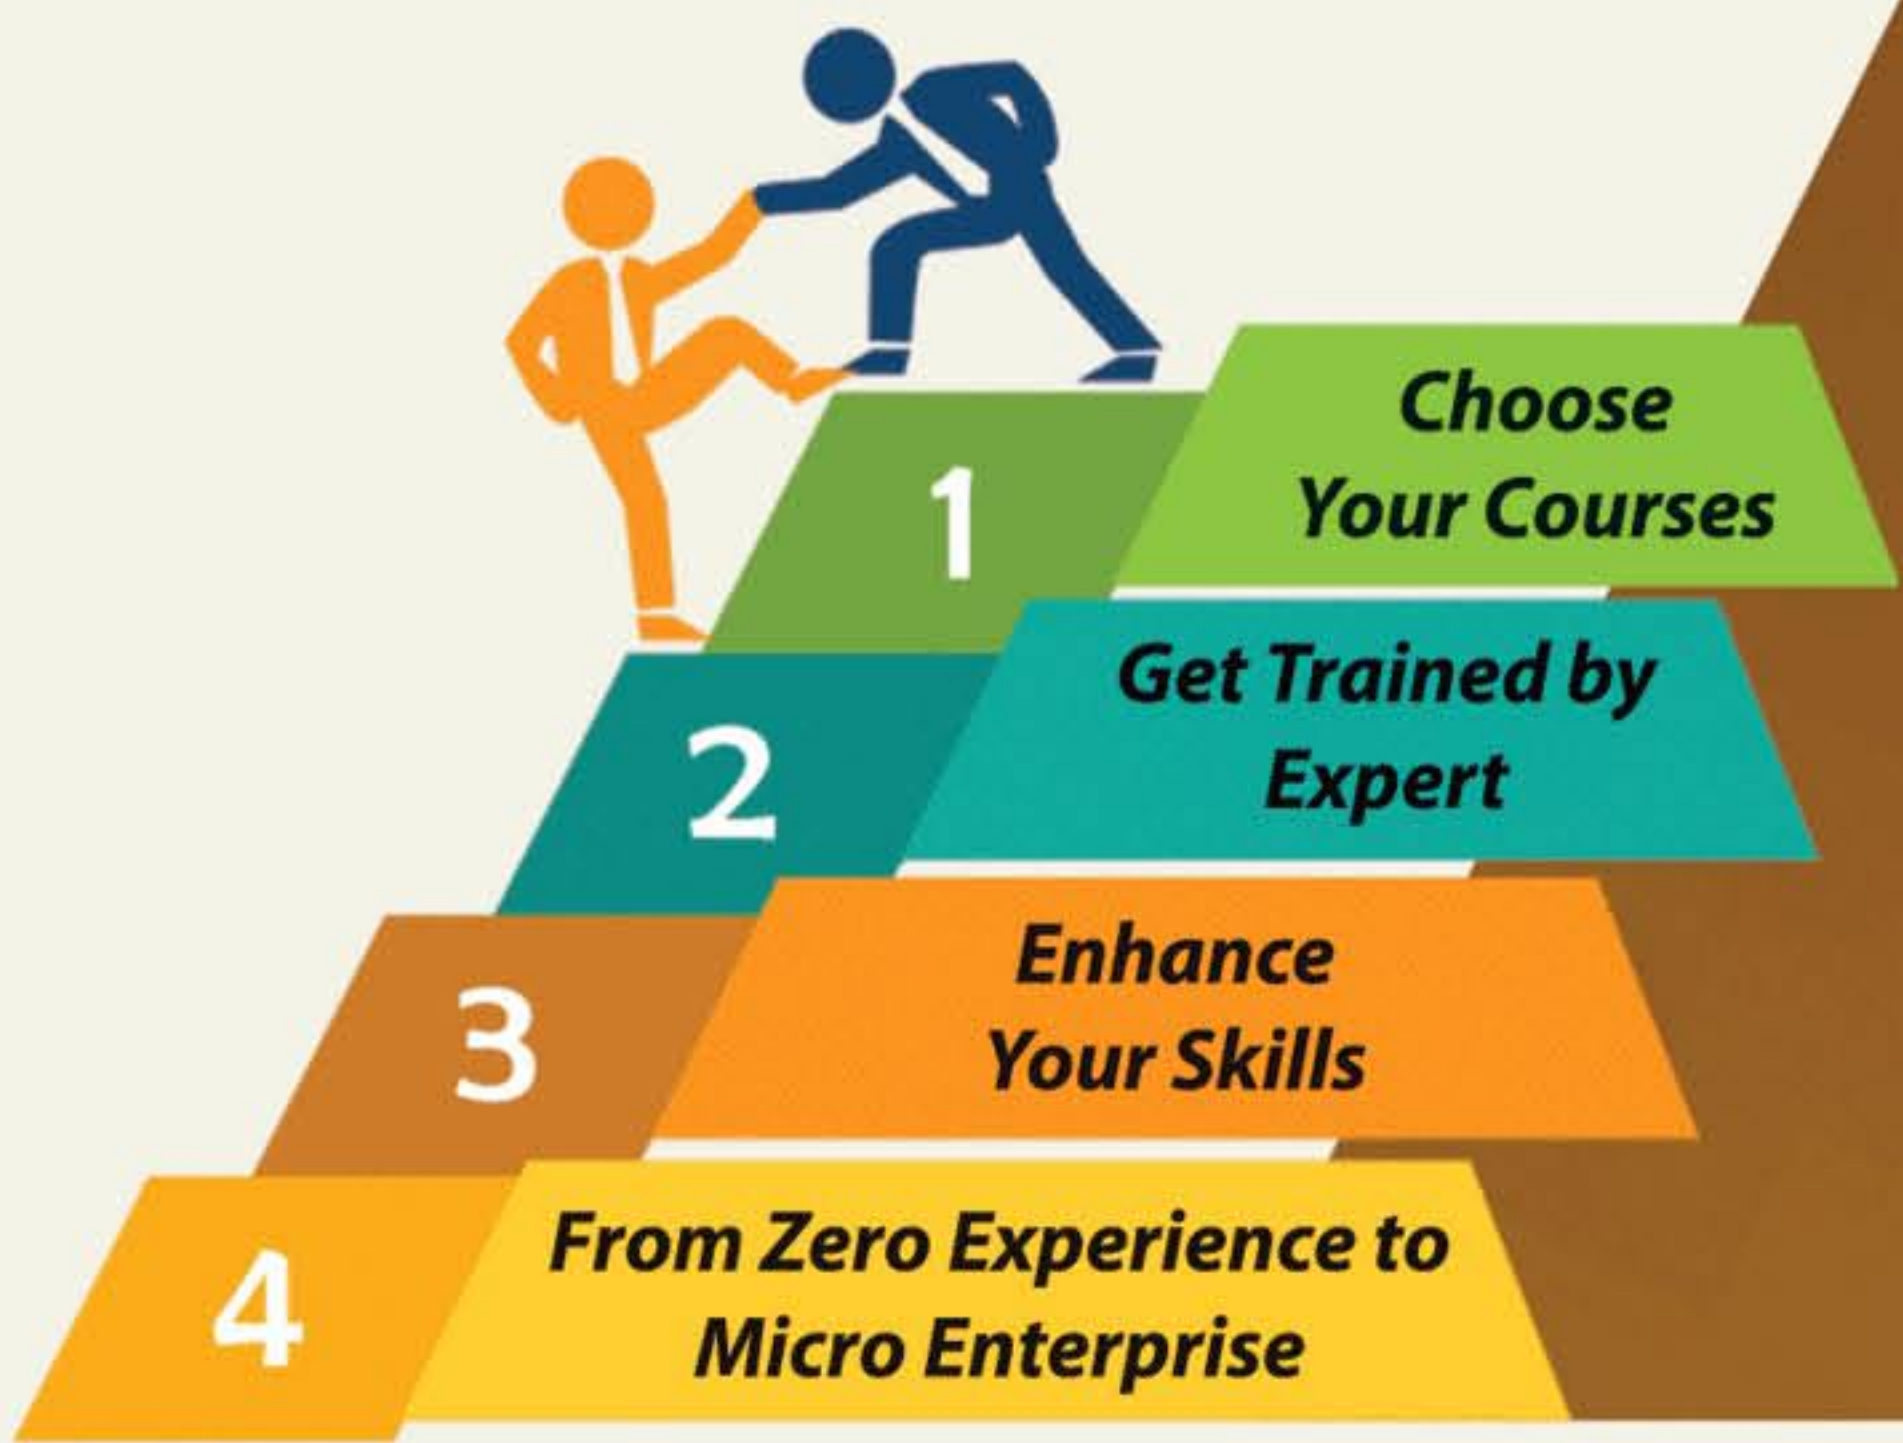 1
Choose
Your Courses
2
Get Trained by
Expert
3
Enhance
Your Skills
4
From Zero Experience to
Micro Enterprise